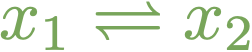 x₁ ⇌ x₂